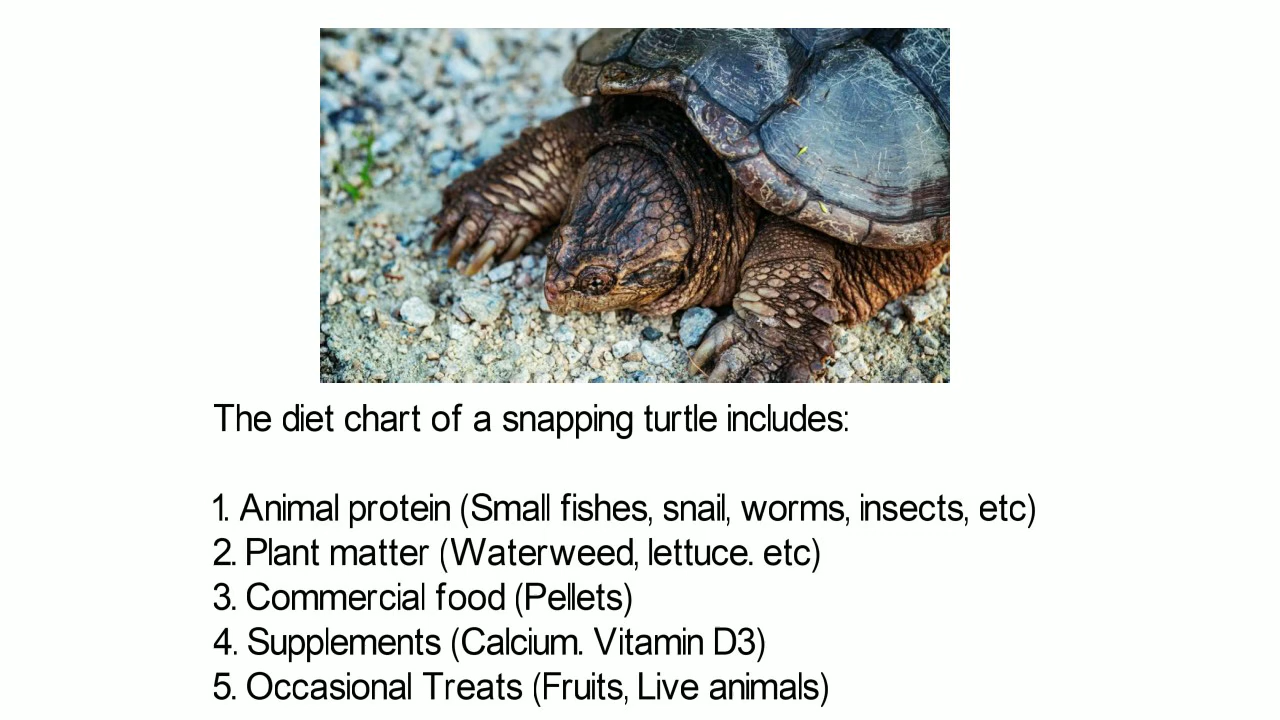 The diet chart of a snapping turtle includes:
1. Animal protein (Small fishes, snail, worms, insects, etc)
2. Plant matter (Waterweed, lettuce. etc)
3. Commercial food (Pellets)
4. Supplements (Calcium. Vitamin D3)
5. Occasional Treats (Fruits, Live animals)